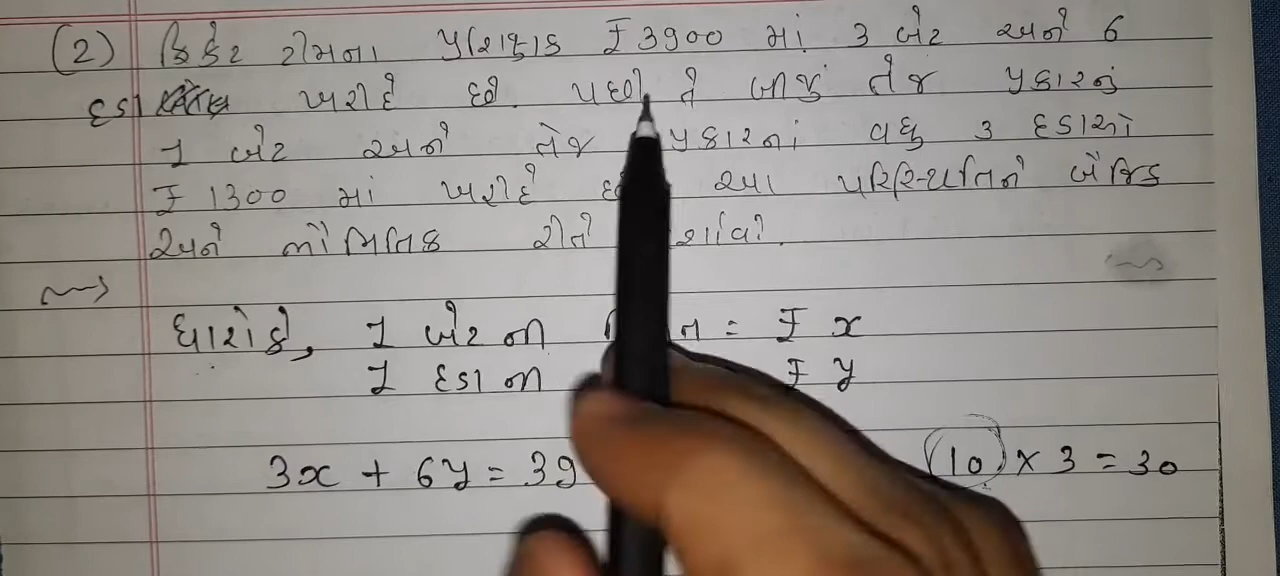 (2) ક્રિકેટ ટીમના પ્રશિક્ષક ₹ 3900 માં 3 બેટ અને 6
દડા ખરીદે છે. પછી તે બીજું તેજ પ્રકારનું
1 બેટ અને તેજ પ્રકારનાં વધુ 3 દડાઓ
₹ 1300 માં ખરીદે છે આ પરિસ્થતિને બૈજિક
અને ભૌમિતિક રીતે
ધારોકે, 1 બેટ ની = ₹ x
1 દડા ની ₹ y
3x + 6y = 39
(10) × 3 = 30